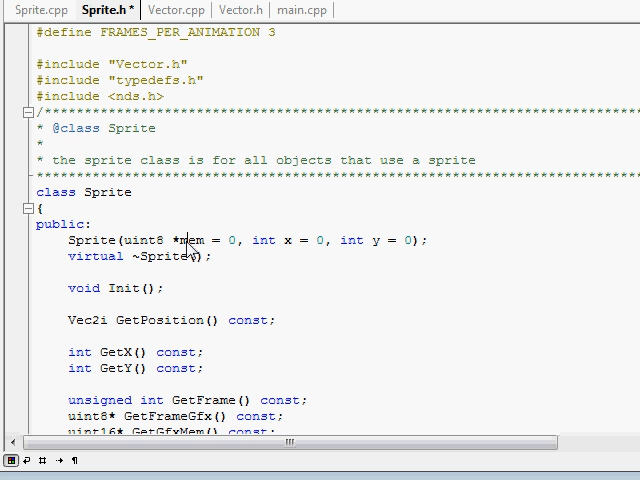 Sprite.cpp Sprite.h * Vector.cpp Vector.h main.cpp
#define FRAMES_PER_ANIMATION 3
#include "Vector.h"
#include "typedefs.h"
#include <nds.h>
/***************************************************************************
* @class Sprite
*
* the sprite class is for all objects that use a sprite
***************************************************************************
class Sprite
{
public:
Sprite(uint8 *mem = 0, int x = 0, int y = 0);
virtual ~Sprite();
void Init();
Vec2i GetPosition() const;
int GetX() const;
int GetY() const;
unsigned int GetFrame() const;
uint8* GetFrameGfx() const;
uint16* GetGfxMem() const;